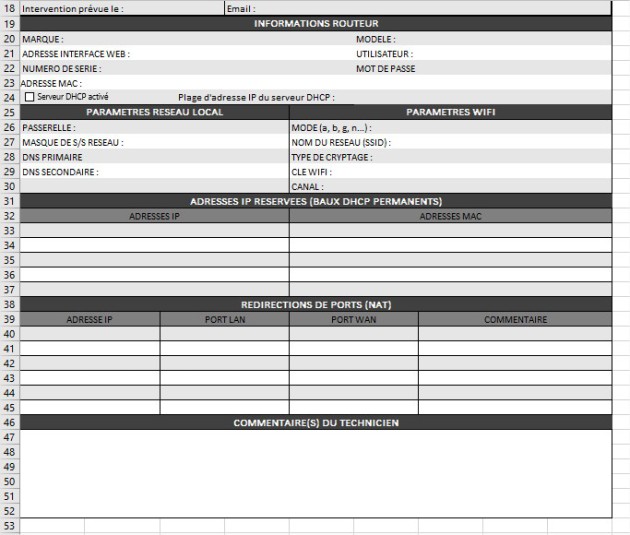 18 Intervention prévue le : Email :
19 INFORMATIONS ROUTEUR
20 MARQUE : MODELE :
21 ADRESSE INTERFACE WEB : UTILISATEUR :
22 NUMERO DE SERIE : MOT DE PASSE
23 ADRESSE MAC :
24 Serveur DHCP activé Plage d'adresse IP du serveur DHCP :
25 PARAMETRES RESEAU LOCAL PARAMETRES WIFI
26 PASSERELLE : MODE (a, b, g, n...) :
27 MASQUE DE S/S RESEAU : NOM DU RESEAU (SSID) :
28 DNS PRIMAIRE TYPE DE CRYPTAGE :
29 DNS SECONDAIRE : CLE WIFI :
30 CANAL :
31 ADRESSES IP RESERVEES (BAUX DHCP PERMANENTS)
32 ADRESSES IP ADRESSES MAC
33
34
35
36
37
38 REDIRECTIONS DE PORTS (NAT)
39 ADRESSE IP PORT LAN PORT WAN COMMENTAIRE
40
41
42
43
44
45
46 COMMENTAIRE(S) DU TECHNICIEN
47
48
49
50
51
52
53